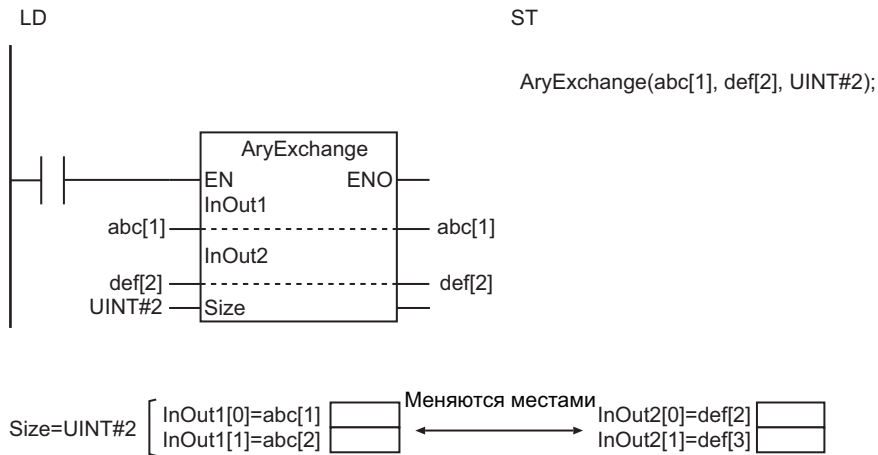 LD
ST
AryExchange(abc[1], def[2], UINT#2);
AryExchange
EN ENO
InOut1
abc[1] abc[1]
InOut2
def[2] def[2]
UINT#2 Size
Меняются местами
Size=UINT#2
InOut1[0]=abc[1] InOut2[0]=def[2]
InOut1[1]=abc[2] InOut2[1]=def[3]